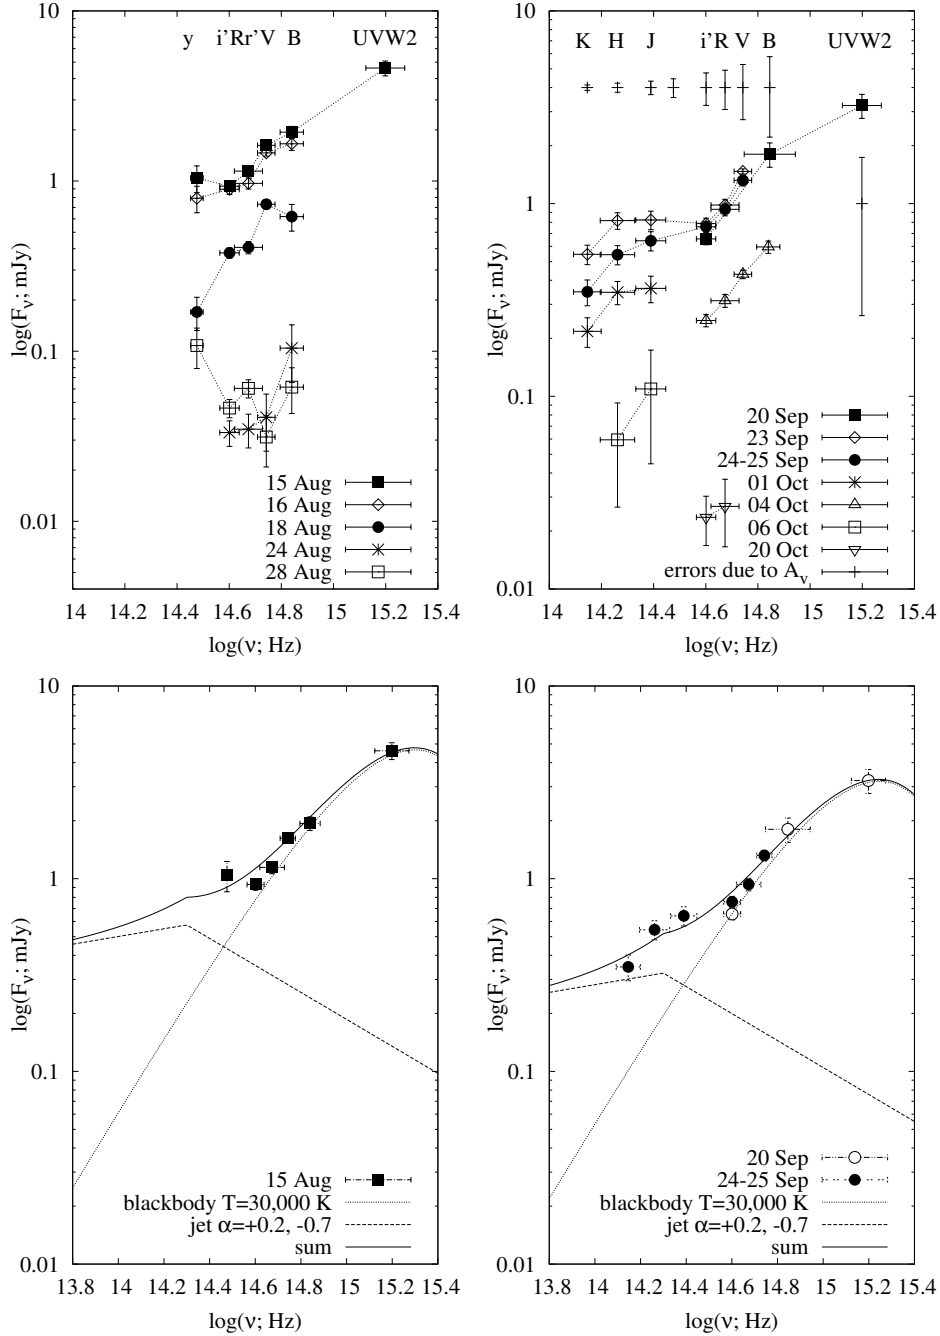 y i'Rr'V B UVW2
10
1
0.1
0.01
log(Fν; mJy)
15 Aug
16 Aug
18 Aug
24 Aug
28 Aug
14 14.2 14.4 14.6 14.8 15 15.2 15.4
log(ν; Hz)
K H J i'R V B UVW2
10
1
0.1
0.01
log(Fν; mJy)
20 Sep
23 Sep
24-25 Sep
01 Oct
04 Oct
06 Oct
20 Oct
errors due to Av
14 14.2 14.4 14.6 14.8 15 15.2 15.4
log(ν; Hz)
10
1
0.1
0.01
log(Fν; mJy)
15 Aug
blackbody T=30,000 K
jet α=+0.2, -0.7
sum
13.8 14 14.2 14.4 14.6 14.8 15 15.2 15.4
log(ν; Hz)
10
1
0.1
0.01
log(Fν; mJy)
20 Sep
24-25 Sep
blackbody T=30,000 K
jet α=+0.2, -0.7
sum
13.8 14 14.2 14.4 14.6 14.8 15 15.2 15.4
log(ν; Hz)